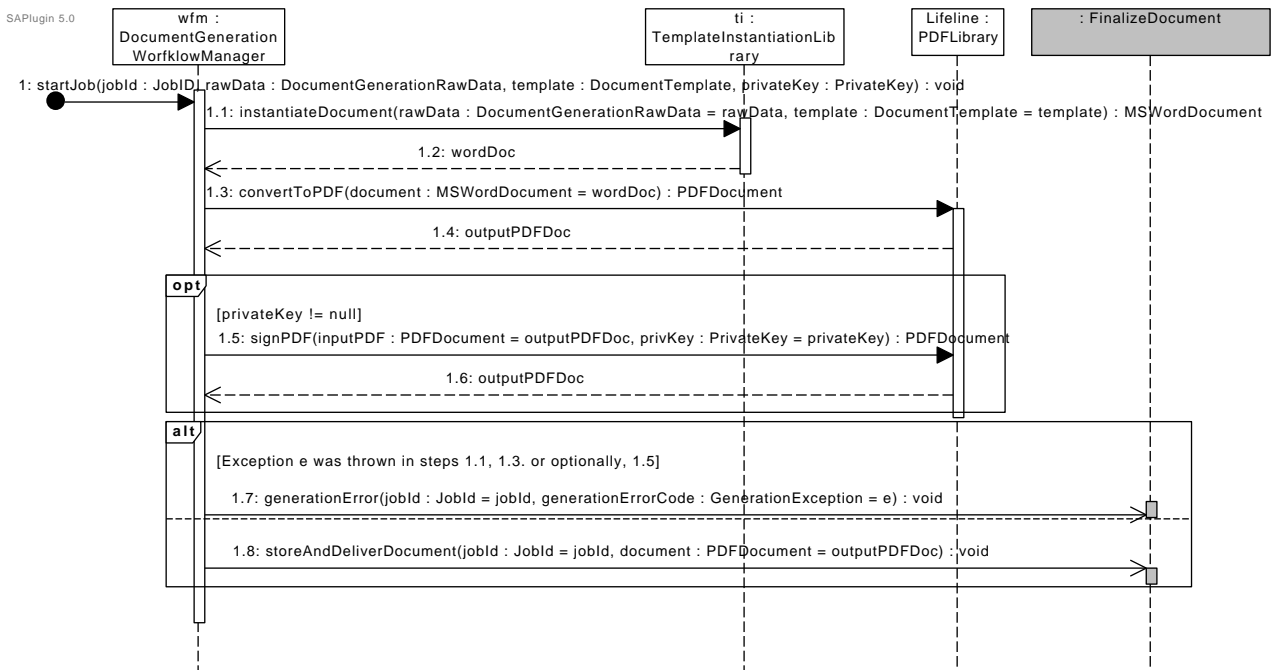 SAPlugin 5.0
wfm :
DocumentGeneration
WorfklowManager
ti :
TemplateInstantiationLib
rary
Lifeline :
PDFLibrary
: FinalizeDocument
1: startJob(jobId : JobID, rawData : DocumentGenerationRawData, template : DocumentTemplate, privateKey : PrivateKey) : void
1.1: instantiateDocument(rawData : DocumentGenerationRawData = rawData, template : DocumentTemplate = template) : MSWordDocument
1.2: wordDoc
1.3: convertToPDF(document : MSWordDocument = wordDoc) : PDFDocument
1.4: outputPDFDoc
opt
[privateKey != null]
1.5: signPDF(inputPDF : PDFDocument = outputPDFDoc, privKey : PrivateKey = privateKey) : PDFDocument
1.6: outputPDFDoc
alt
[Exception e was thrown in steps 1.1, 1.3. or optionally, 1.5]
1.7: generationError(jobId : JobId = jobId, generationErrorCode : GenerationException = e) : void
1.8: storeAndDeliverDocument(jobId : JobId = jobId, document : PDFDocument = outputPDFDoc) : void